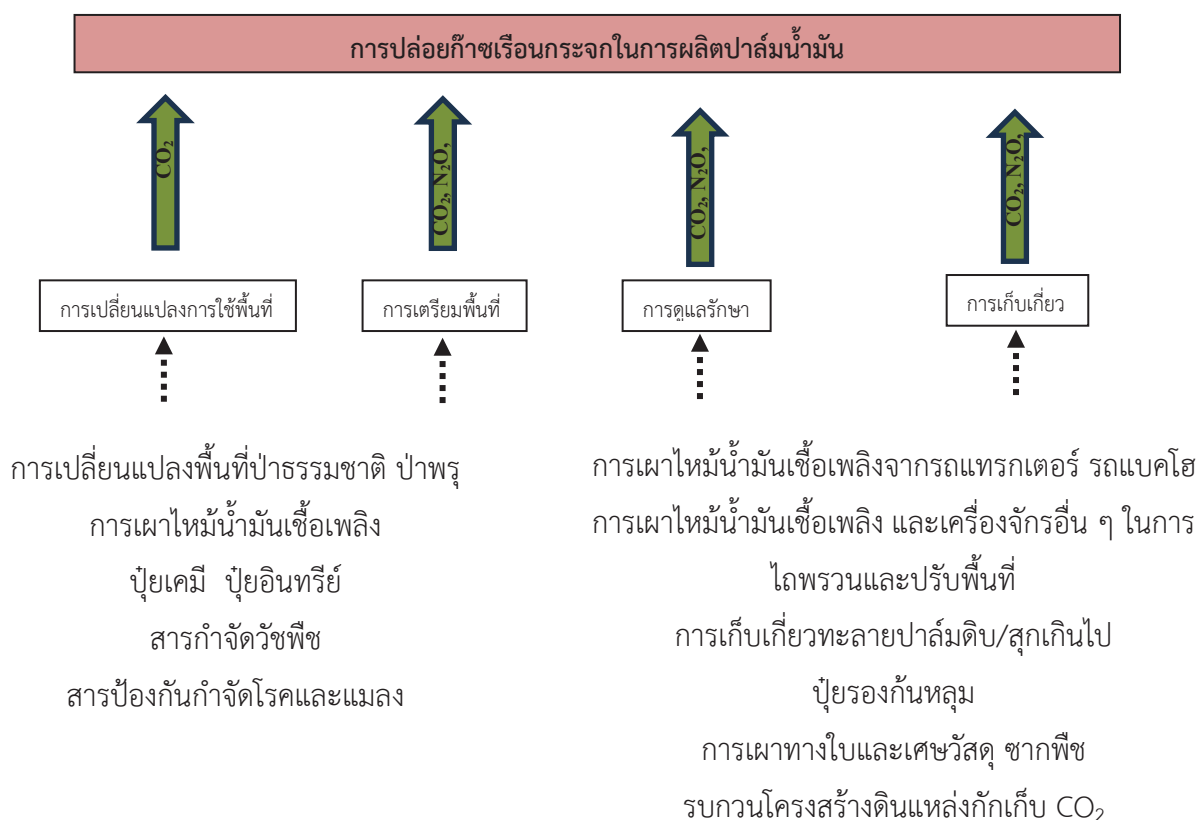 การปล่อยก๊าซเรือนกระจกในการผลิตปาล์มน้ำมัน
CO₂
CO₂, N₂O,
CO₂, N₂O,
CO₂, N₂O,
การเปลี่ยนแปลงการใช้พื้นที่
การเตรียมพื้นที่
การดูแลรักษา
การเก็บเกี่ยว
การเปลี่ยนแปลงพื้นที่ป่าธรรมชาติ ป่าพรุ
การเผาไหม้น้ำมันเชื้อเพลิง
ปุ๋ยเคมี ปุ๋ยอินทรีย์
สารกำจัดวัชพืช
สารป้องกันกำจัดโรคและแมลง
การเผาไหม้น้ำมันเชื้อเพลิงจากรถแทรกเตอร์ รถแบคโฮ
การเผาไหม้น้ำมันเชื้อเพลิง และเครื่องจักรอื่น ๆ ในการ
ไถพรวนและปรับพื้นที่
การเก็บเกี่ยวทะลายปาล์มดิบ/สุกเกินไป
ปุ๋ยรองก้นหลุม
การเผาทางใบและเศษวัสดุ ซากพืช
รบกวนโครงสร้างดินแหล่งกักเก็บ CO₂